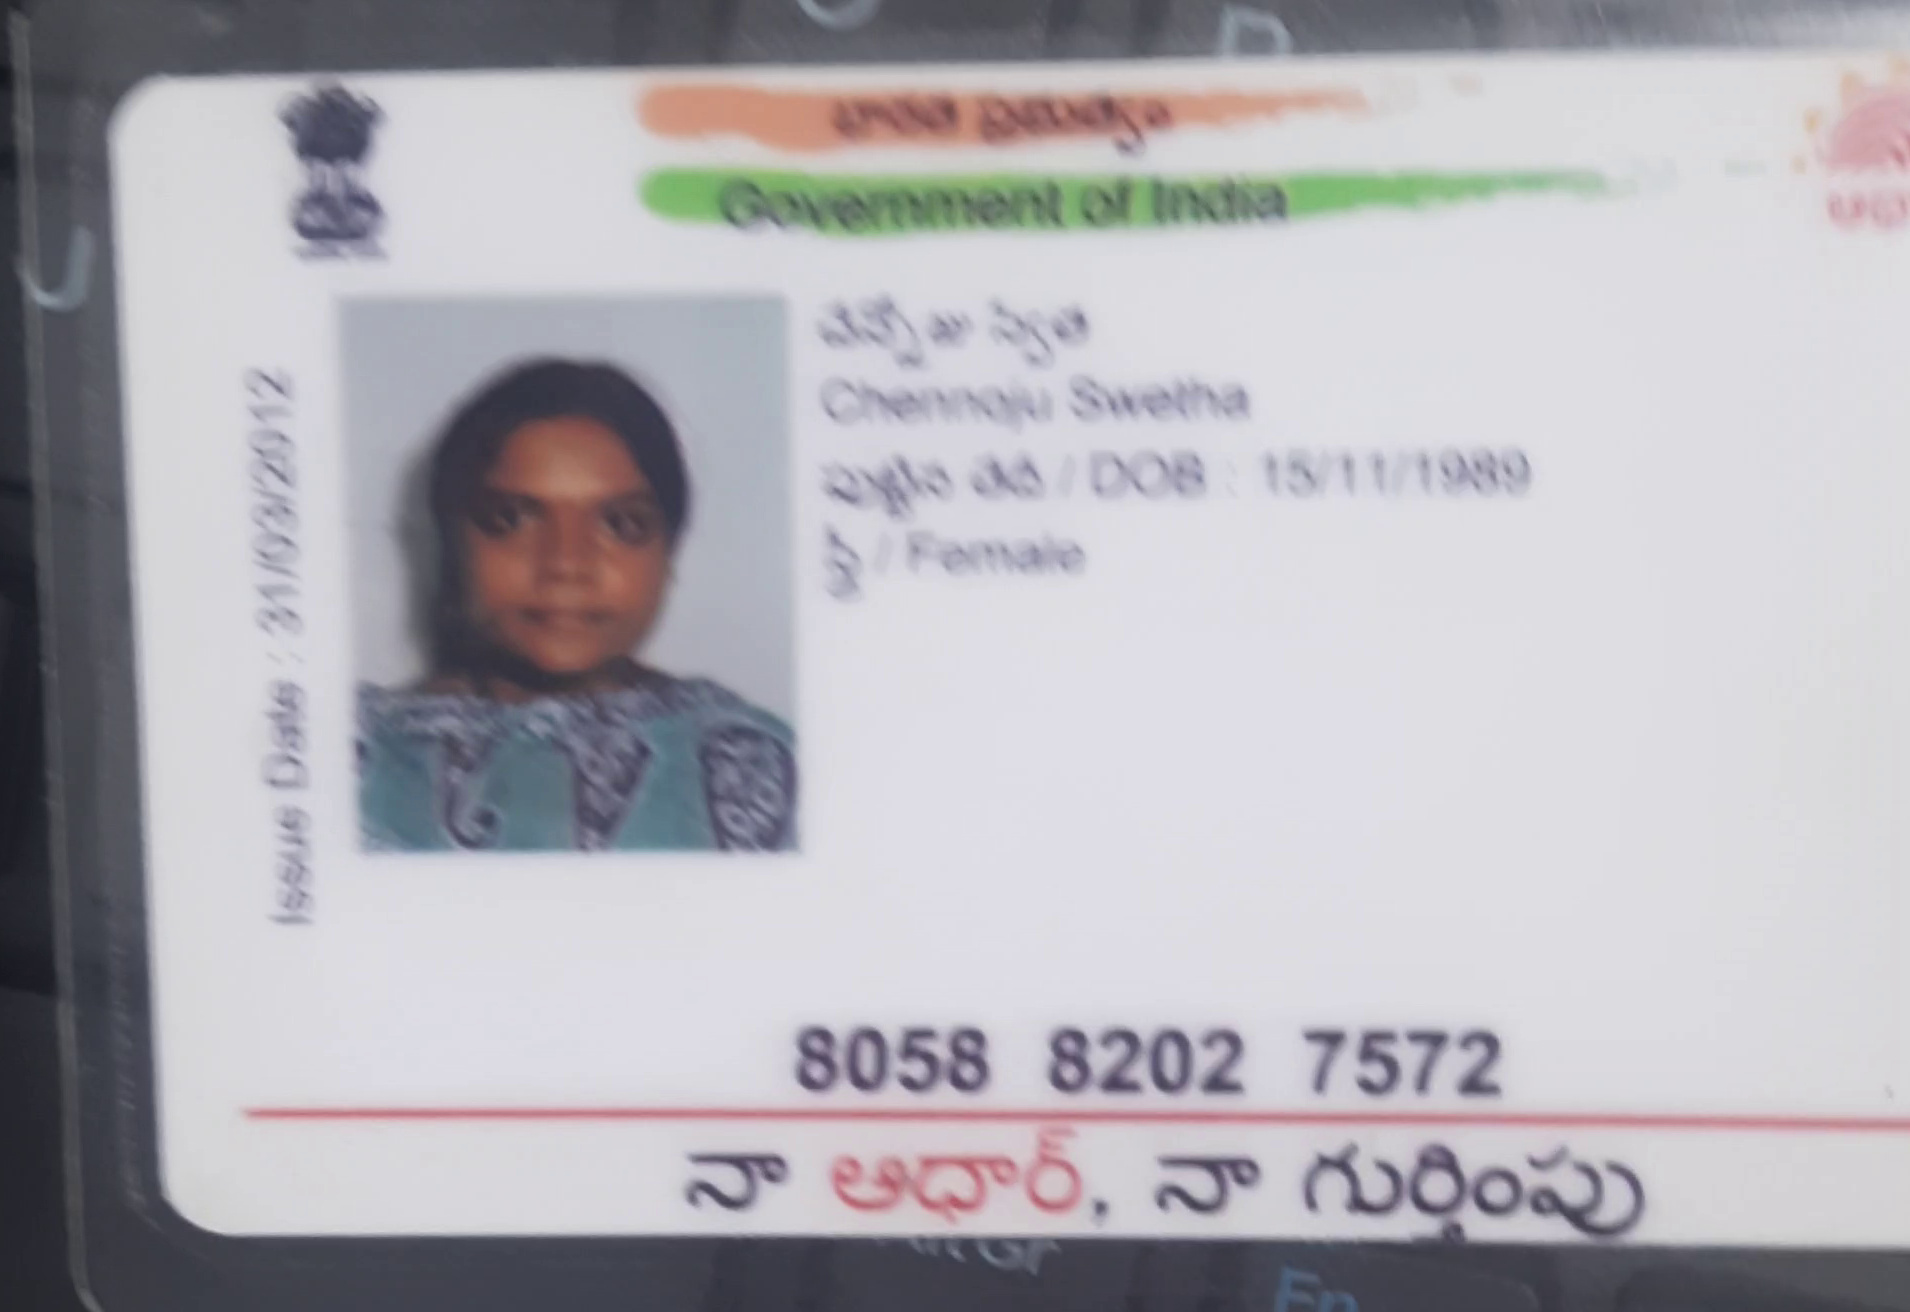 భారత ప్రభుత్వం
Government of India
చెన్నోజు స్వేత
Chennoju Swetha
పుట్టిన తేదీ / DOB : 15/11/1989
స్త్రీ / Female
Issue Date : 31/03/2012
8058 8202 7572
నా ఆధార్, నా గుర్తింపు